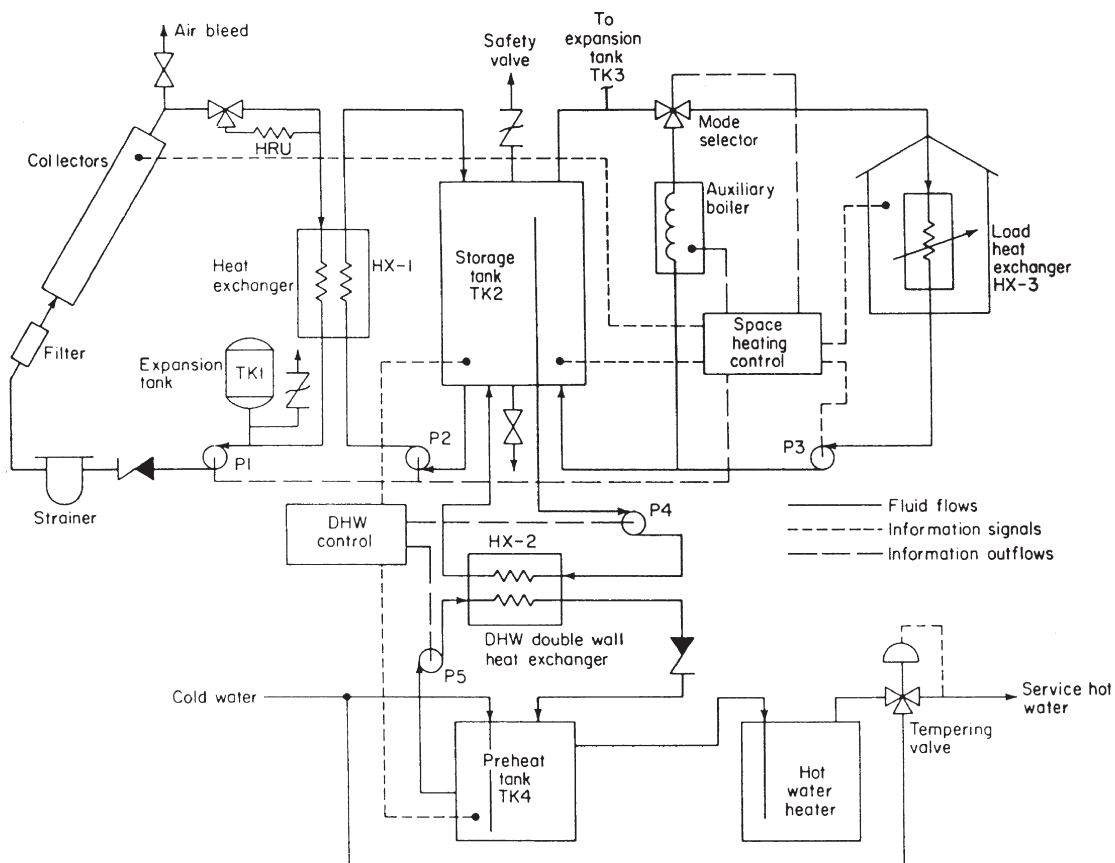 Air bleed
Safety
valve
To
expansion
tank
TK3
Mode
selector
HRU
Collectors
Auxiliary
boiler
Heat
exchanger
HX-1
Storage
tank
TK2
Load
heat
exchanger
HX-3
Space
heating
control
Filter
Expansion
tank
TK1
P1
P2
P3
Strainer
P4
DHW
control
HX-2
Fluid flows
Information signals
Information outflows
DHW double wall
heat exchanger
P5
Cold water
Service hot
water
Tempering
valve
Preheat
tank
TK4
Hot
water
heater